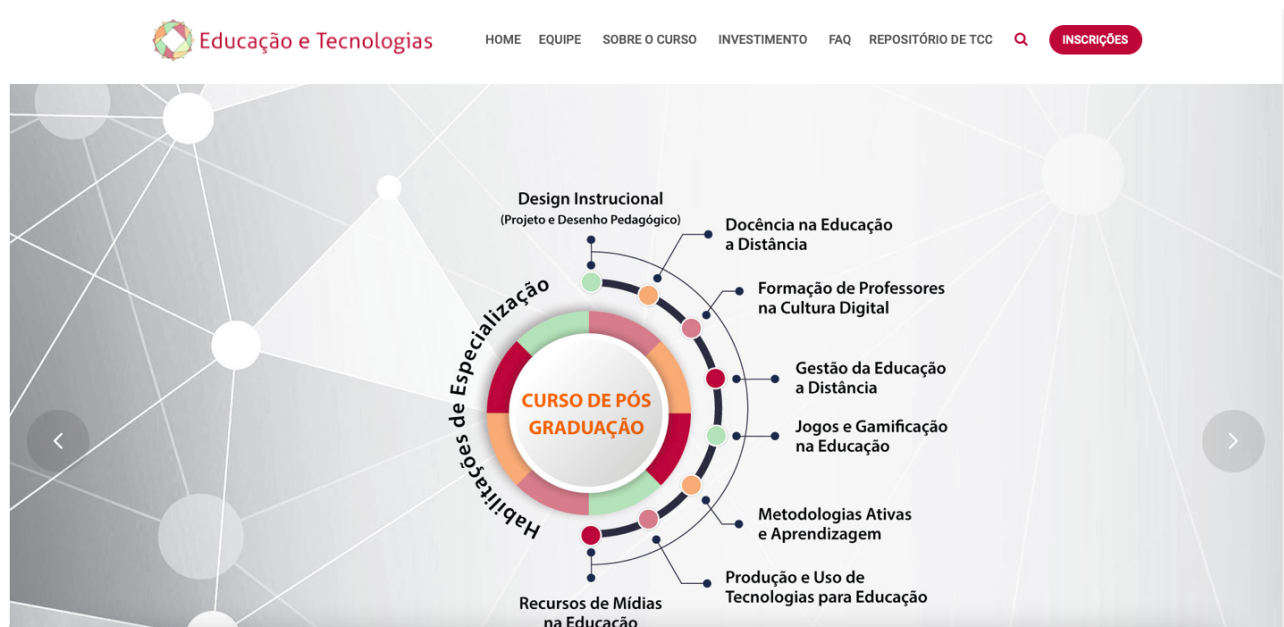 Educação e Tecnologias
HOME
EQUIPE
SOBRE O CURSO
INVESTIMENTO
FAQ
REPOSITÓRIO DE TCC
INSCRIÇÕES
Habilitações de Especialização
CURSO DE PÓS
GRADUAÇÃO
Design Instrucional
(Projeto e Desenho Pedagógico)
Docência na Educação
a Distância
Formação de Professores
na Cultura Digital
Gestão da Educação
a Distância
Jogos e Gamificação
na Educação
Metodologias Ativas
e Aprendizagem
Produção e Uso de
Tecnologias para Educação
Recursos de Mídias
na Educação